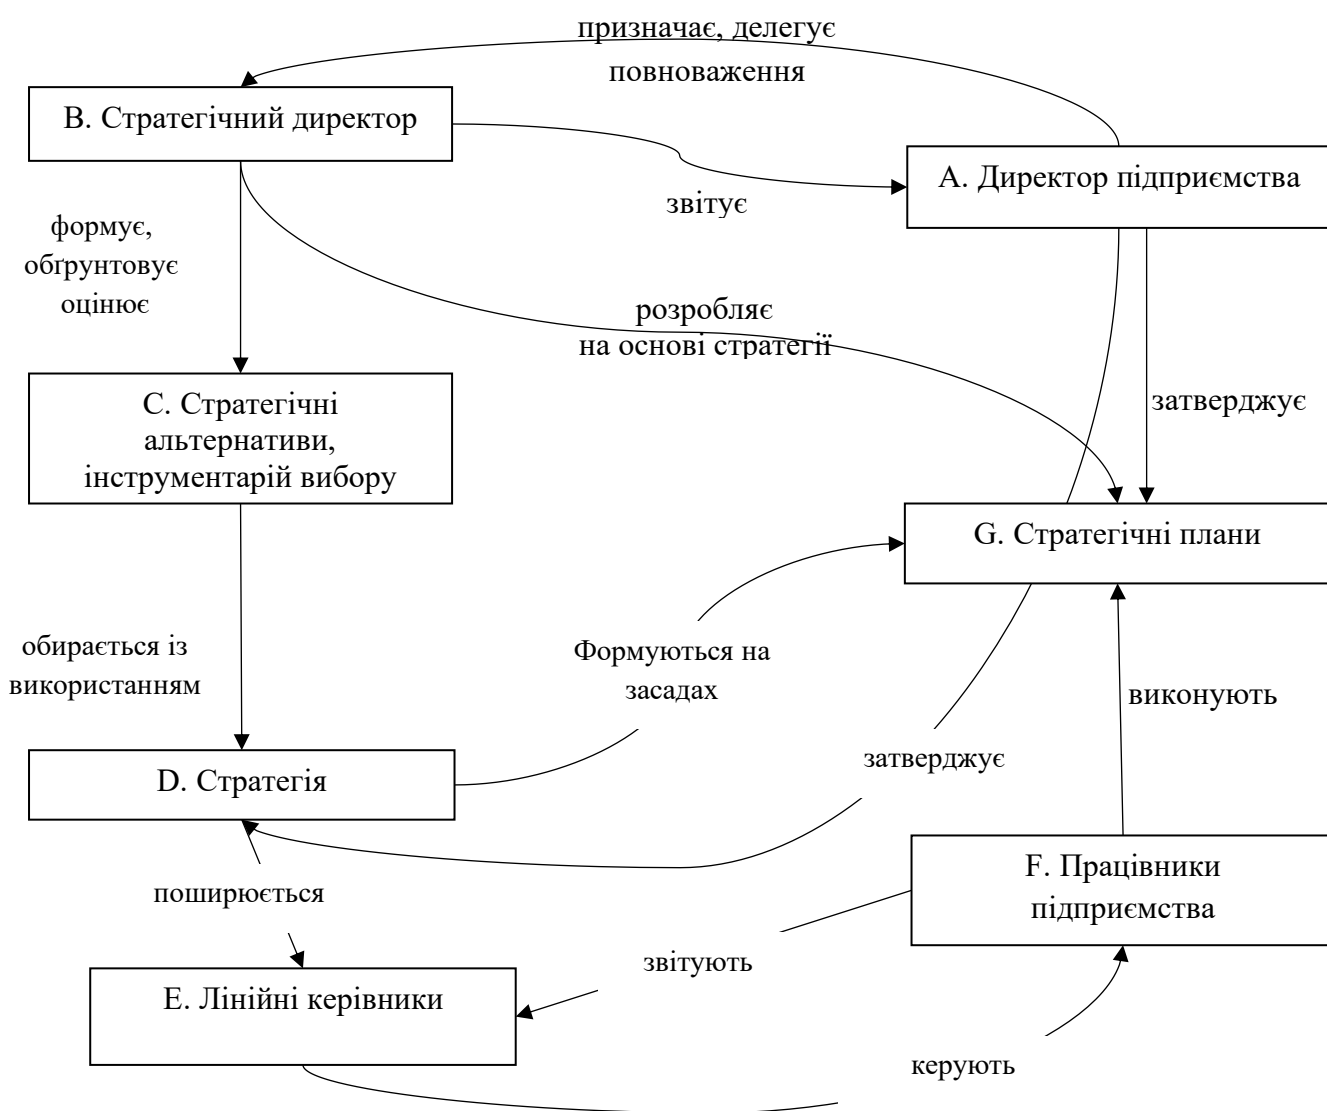 призначає, делегує
повноваження
В. Стратегічний директор
А. Директор підприємства
звітує
формує,
обґрунтовує
оцінює
розробляє
на основі стратегії
затверджує
С. Стратегічні
альтернативи,
інструментарій вибору
G. Стратегічні плани
обирається із
використанням
Формуються на
засадах
виконують
затверджує
D. Стратегія
F. Працівники
підприємства
поширюється
звітують
Е. Лінійні керівники
керують